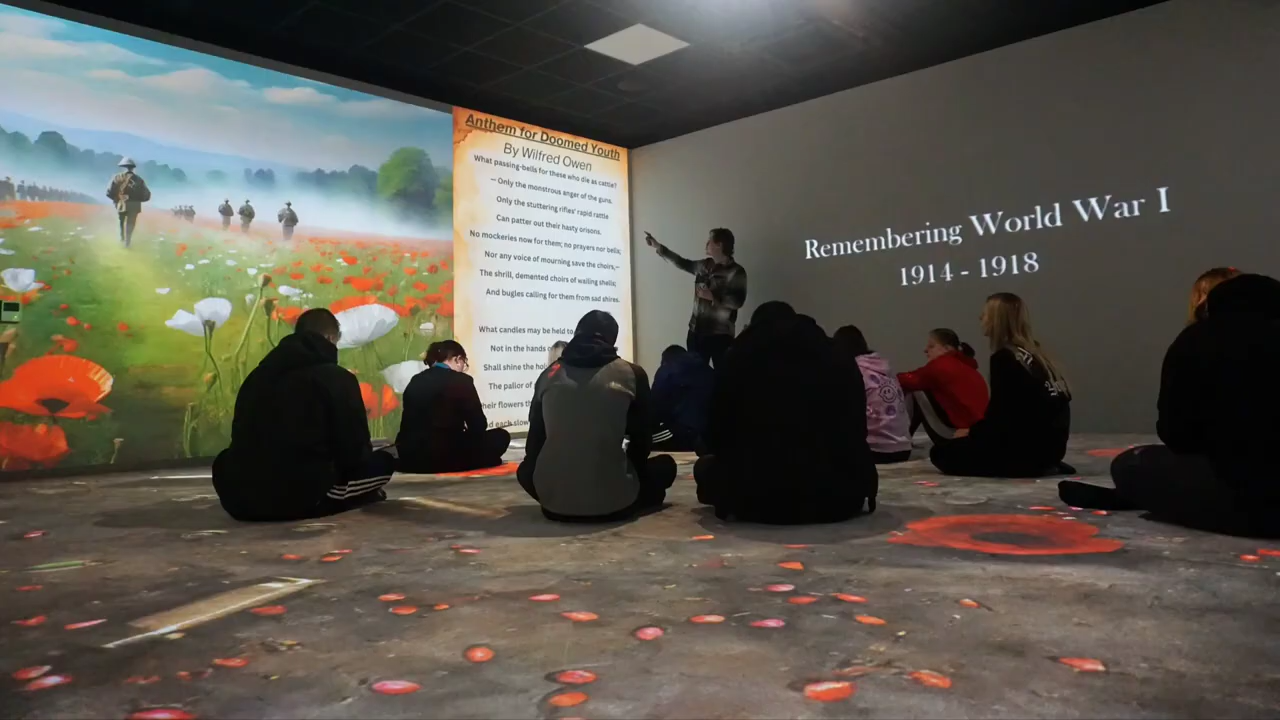 Anthem for Doomed Youth
By Wilfred Owen
What passing-bells for these who die as cattle?
— Only the monstrous anger of the guns.
Only the stuttering rifles' rapid rattle
Can patter out their hasty orisons.
No mockeries now for them; no prayers nor bells;
Nor any voice of mourning save the choirs,—
The shrill, demented choirs of wailing shells;
And bugles calling for them from sad shires.
What candles may be held to
Not in the hands
Shall shine the
The pallor of
their flowers
each slow
Remembering World War I
1914 - 1918